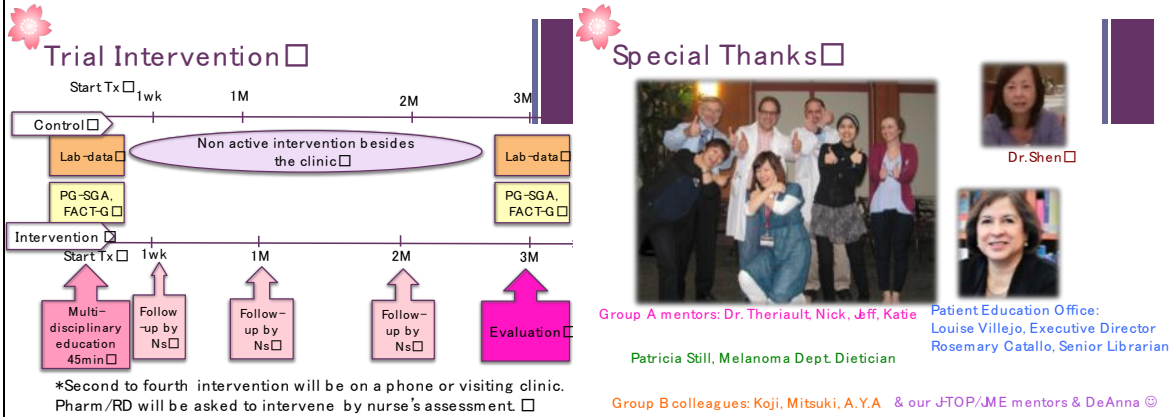 Trial Intervention□
Start Tx□
1wk
1M
2M
3M
Control□
Lab-data□
Non active intervention besides
the clinic□
Lab-data□
PG-SGA,
FACT-G□
PG-SGA,
FACT-G□
Intervention□
Start Tx□
1wk
1M
2M
3M
Multi-
disciplinary
education
45min□
Follow
-up by
Ns□
Follow-
up by
Ns□
Follow-
up by
Ns□
Evaluation□
*Second to fourth intervention will be on a phone or visiting clinic.
Pharm/RD will be asked to intervene by nurse's assessment. □
Special Thanks□
Dr.Shen□
Group A mentors: Dr. Theriault, Nick, Jeff, Katie
Patient Education Office:
Louise Villejo, Executive Director
Rosemary Catallo, Senior Librarian
Patricia Still, Melanoma Dept. Dietician
Group B colleagues: Koji, Mitsuki, A.Y.A & our J-TOP/JME mentors & DeAnna ☺